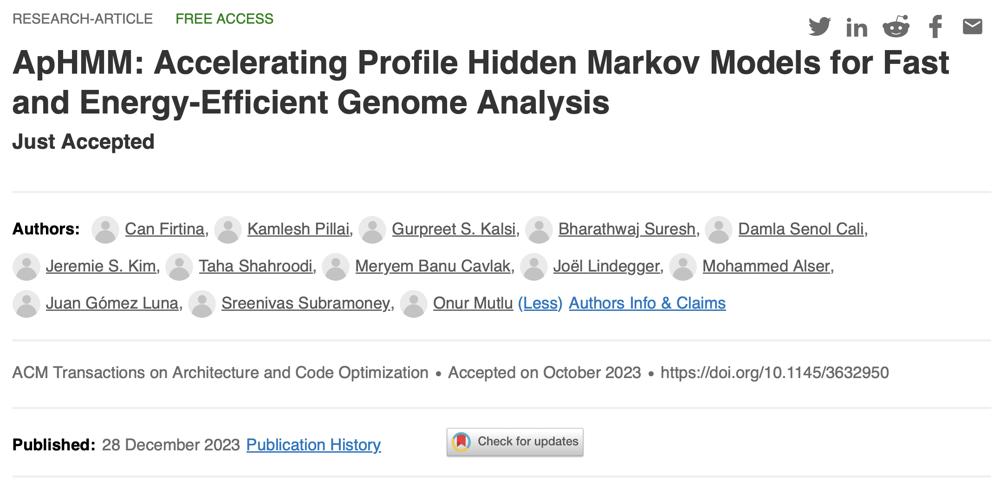 RESEARCH-ARTICLE FREE ACCESS
ApHMM: Accelerating Profile Hidden Markov Models for Fast
and Energy-Efficient Genome Analysis
Just Accepted
Authors: Can Firtina, Kamlesh Pillai, Gurpreet S. Kalsi, Bharathwaj Suresh, Damla Senol Cali,
Jeremie S. Kim, Taha Shahroodi, Meryem Banu Cavlak, Joël Lindegger, Mohammed Alser,
Juan Gómez Luna, Sreenivas Subramoney, Onur Mutlu (Less) Authors Info & Claims
ACM Transactions on Architecture and Code Optimization • Accepted on October 2023 • https://doi.org/10.1145/3632950
Published: 28 December 2023 Publication History Check for updates